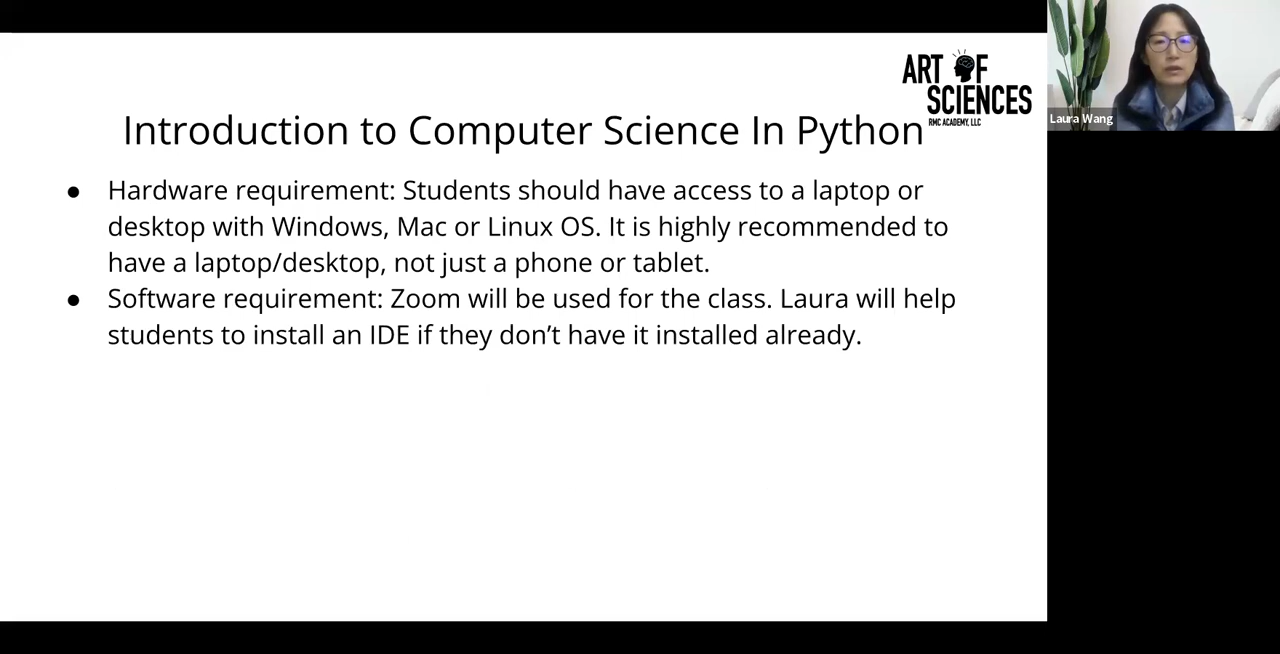 ART OF
SCIENCES
RMC ACADEMY, LLC
Introduction to Computer Science In Python
● Hardware requirement: Students should have access to a laptop or
desktop with Windows, Mac or Linux OS. It is highly recommended to
have a laptop/desktop, not just a phone or tablet.
● Software requirement: Zoom will be used for the class. Laura will help
students to install an IDE if they don’t have it installed already.
Laura Wang